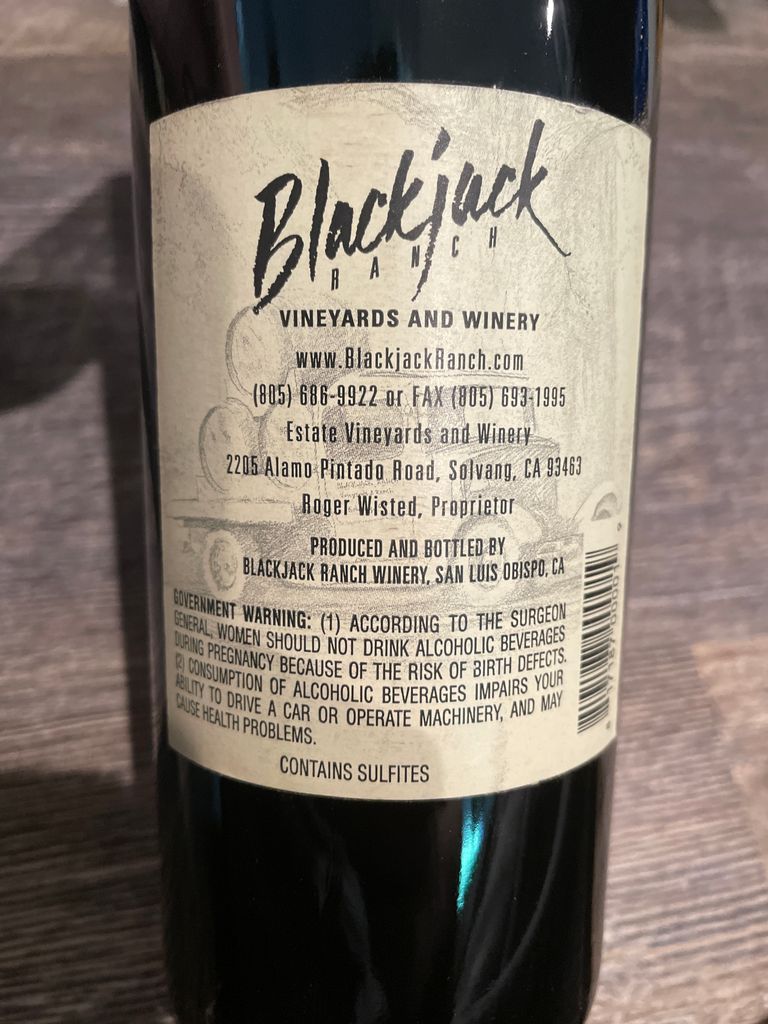 Blackjack
RANCH
VINEYARDS AND WINERY
www.BlackjackRanch.com
(805) 686-9922 or FAX (805) 693-1995
Estate Vineyards and Winery
2205 Alamo Pintado Road, Solvang, CA 93463
Roger Wisted, Proprietor
PRODUCED AND BOTTLED BY
BLACKJACK RANCH WINERY, SAN LUIS OBISPO, CA
GOVERNMENT WARNING: (1) ACCORDING TO THE SURGEON
GENERAL, WOMEN SHOULD NOT DRINK ALCOHOLIC BEVERAGES
DURING PREGNANCY BECAUSE OF THE RISK OF BIRTH DEFECTS.
(2) CONSUMPTION OF ALCOHOLIC BEVERAGES IMPAIRS YOUR
ABILITY TO DRIVE A CAR OR OPERATE MACHINERY, AND MAY
CAUSE HEALTH PROBLEMS.
CONTAINS SULFITES